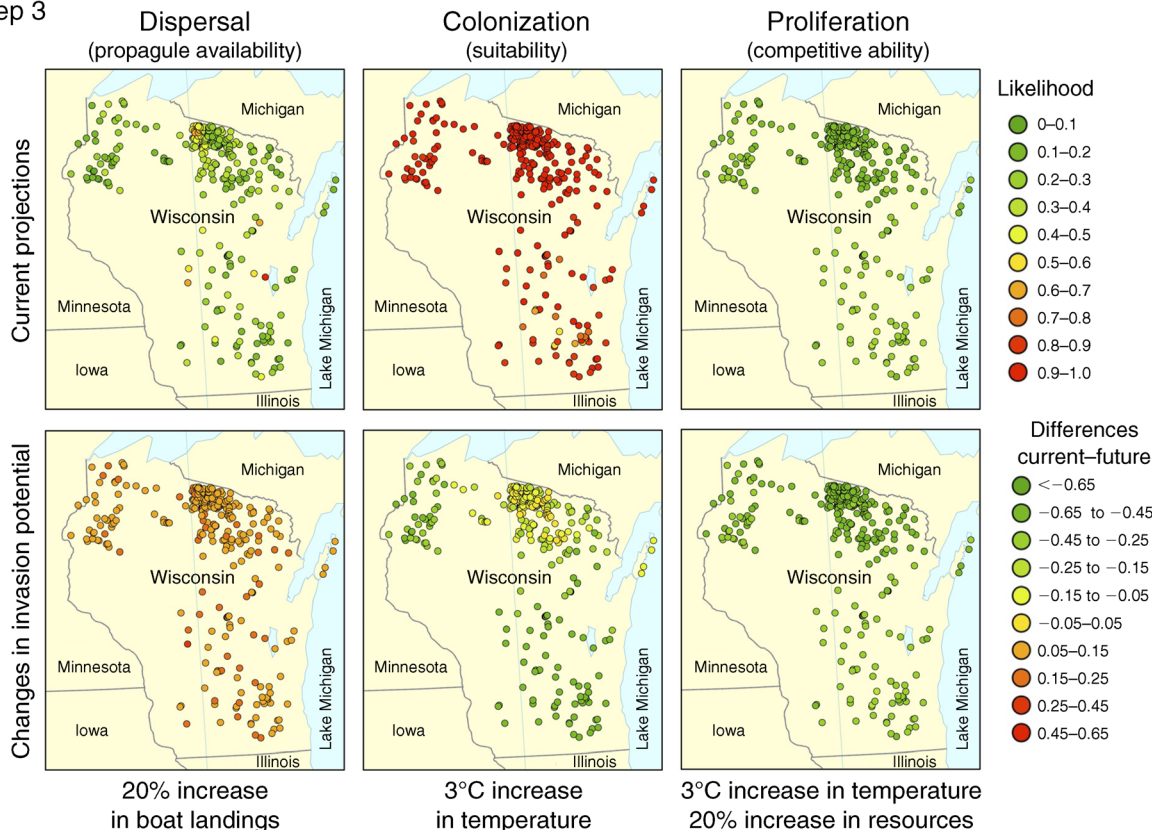 ep 3
Dispersal
(propagule availability)
Colonization
(suitability)
Proliferation
(competitive ability)
Current projections
Michigan
Wisconsin
Minnesota
Iowa
Illinois
Lake Michigan
Michigan
Wisconsin
Minnesota
Iowa
Illinois
Lake Michigan
Michigan
Wisconsin
Minnesota
Iowa
Illinois
Lake Michigan
Likelihood
0–0.1
0.1–0.2
0.2–0.3
0.3–0.4
0.4–0.5
0.5–0.6
0.6–0.7
0.7–0.8
0.8–0.9
0.9–1.0
Changes in invasion potential
Michigan
Wisconsin
Minnesota
Iowa
Illinois
Lake Michigan
Michigan
Wisconsin
Minnesota
Iowa
Illinois
Lake Michigan
Michigan
Wisconsin
Minnesota
Iowa
Illinois
Lake Michigan
Differences
current–future
<−0.65
−0.65 to −0.45
−0.45 to −0.25
−0.25 to −0.15
−0.15 to −0.05
−0.05–0.05
0.05–0.15
0.15–0.25
0.25–0.45
0.45–0.65
20% increase
in boat landings
3°C increase
in temperature
3°C increase in temperature
20% increase in resources